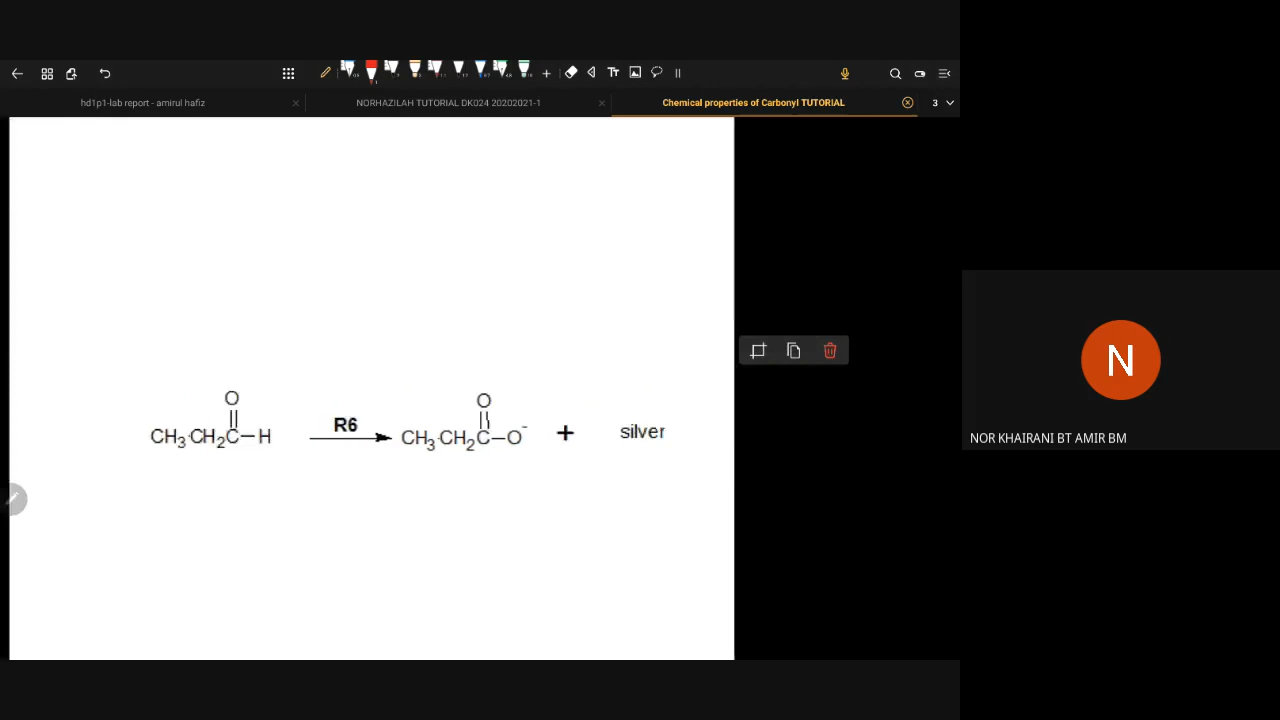 Tt
hd1p1-lab report - amirul hafiz
NORHAZILAH TUTORIAL DK024 20202021-1
Chemical properties of Carbonyl TUTORIAL
3
O
O
CH3CH2C-H
R6
CH3CH2C-O-
+
silver
N
NOR KHAIRANI BT AMIR BM